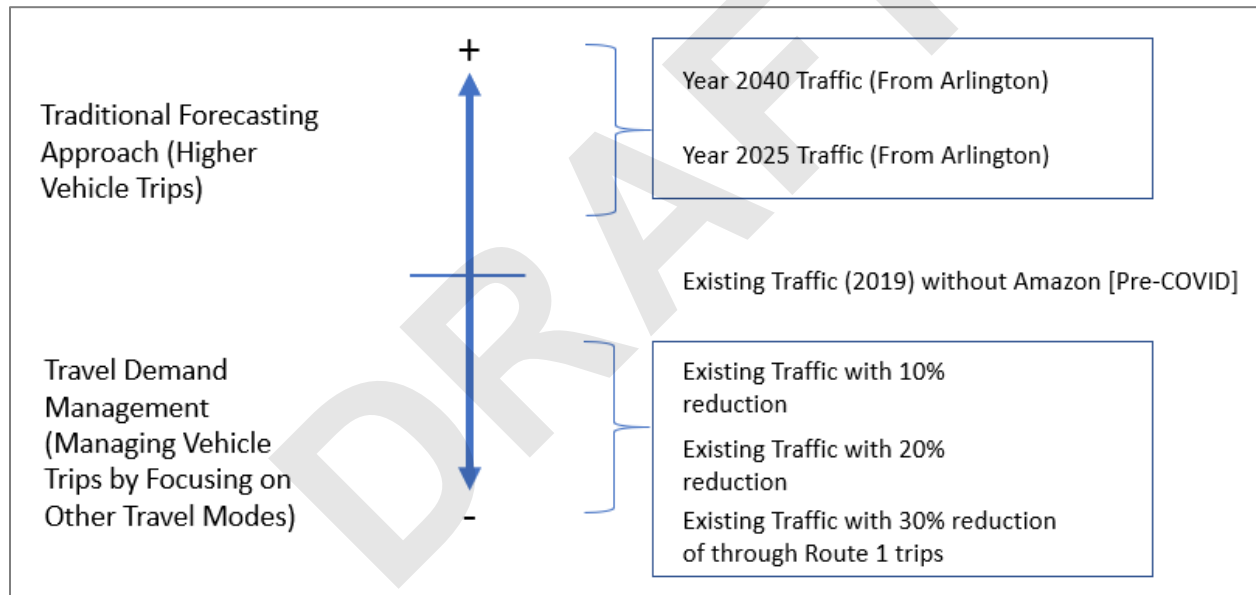 +
Year 2040 Traffic (From Arlington)
Traditional Forecasting
Approach (Higher
Vehicle Trips)
Year 2025 Traffic (From Arlington)
Existing Traffic (2019) without Amazon [Pre-COVID]
Travel Demand
Management
(Managing Vehicle
Trips by Focusing on
Other Travel Modes)
Existing Traffic with 10%
reduction
Existing Traffic with 20%
reduction
Existing Traffic with 30% reduction
of through Route 1 trips
-
DRAFT